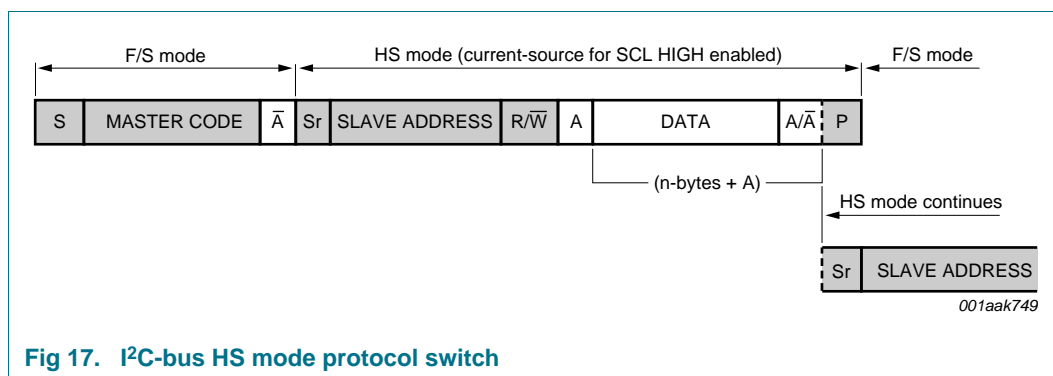 F/S mode HS mode (current-source for SCL HIGH enabled) F/S mode
S MASTER CODE A̅ Sr SLAVE ADDRESS R/W̅ A DATA A/A̅ P
(n-bytes + A)
HS mode continues
Sr SLAVE ADDRESS
001aak749
Fig 17. I²C-bus HS mode protocol switch